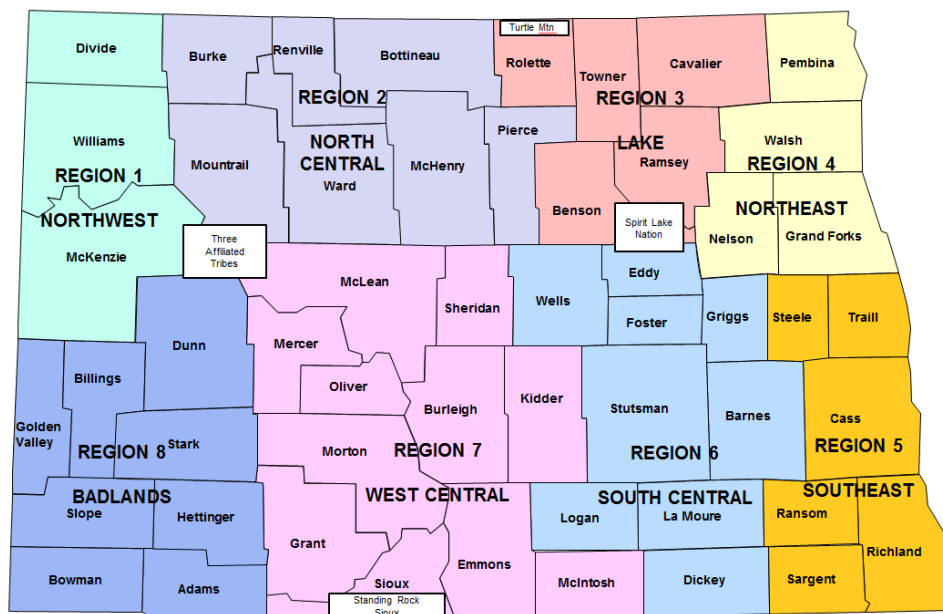 Turtle Mtn
Divide
Burke
Renville
Bottineau
Rolette
Towner
Cavalier
Pembina
REGION 2
REGION 3
Williams
Mountrail
NORTH
CENTRAL
Ward
McHenry
Pierce
LAKE
Ramsey
Walsh
REGION 4
REGION 1
NORTHWEST
McKenzie
Benson
Spirit Lake
Nation
Nelson
NORTHEAST
Grand Forks
Three
Affiliated
Tribes
McLean
Sheridan
Wells
Eddy
Foster
Griggs
Steele
Traill
Dunn
Mercer
Oliver
Billings
Golden
Valley
Stark
REGION 8
BADLANDS
Burleigh
Kidder
Morton
REGION 7
WEST CENTRAL
Stutsman
Barnes
REGION 6
SOUTH CENTRAL
Cass
REGION 5
SOUTHEAST
Slope
Hettinger
Grant
Logan
La Moure
Ransom
Richland
Bowman
Adams
Sioux
Emmons
McIntosh
Dickey
Sargent
Standing Rock
Sioux